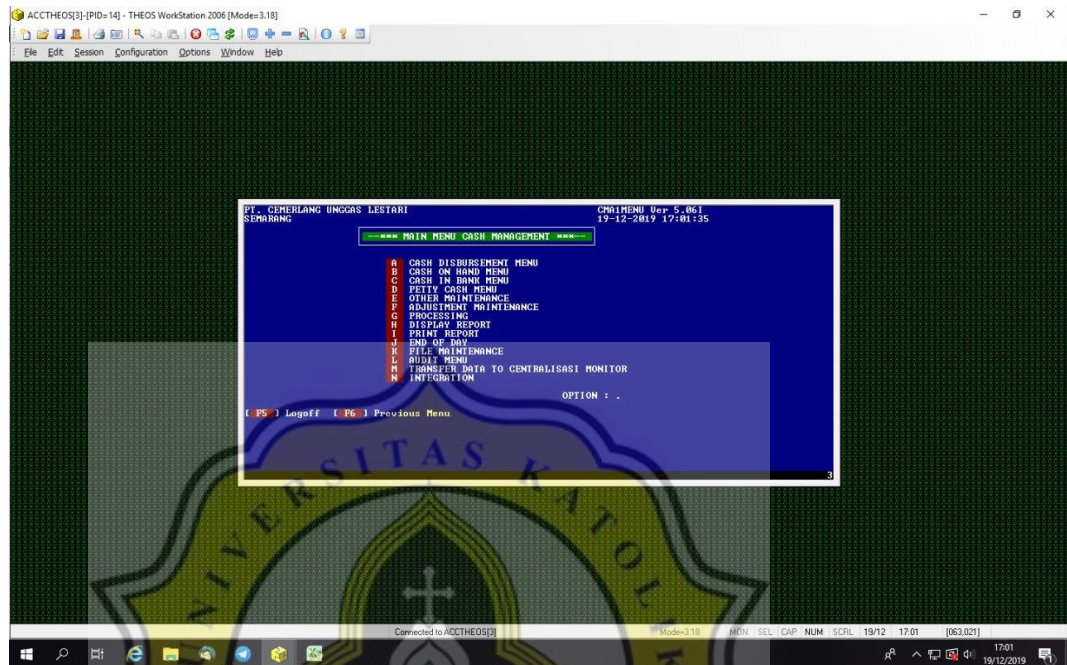 ACCTHEOS[3]-[PID=14] - THEOS WorkStation 2006 [Mode=3.18]
File Edit Session Configuration Options Window Help
PT. CEMERLANG UNGGAS LESTARI CMA1MENU Ver 5.06I
SEMARANG 19-12-2019 17:01:35
--*** MAIN MENU CASH MANAGEMENT ***--
A CASH DISBURSEMENT MENU
B CASH ON HAND MENU
C CASH IN BANK MENU
D PETTY CASH MENU
E OTHER MAINTENANCE
F ADJUSTMENT MAINTENANCE
G PROCESSING
H DISPLAY REPORT
I PRINT REPORT
J END OF DAY
K FILE MAINTENANCE
L AUDIT MENU
M TRANSFER DATA TO CENTRALISASI MONITOR
N INTEGRATION
OPTION : .
[ F5 ] Logoff [ F6 ] Previous Menu
3
SITAS KATOLIK
UNIVER
Connected to ACCTHEOS[3] Mode=3.18 MON SEL CAP NUM SCRL 19/12 17:01 [063,021]
17:01
19/12/2019